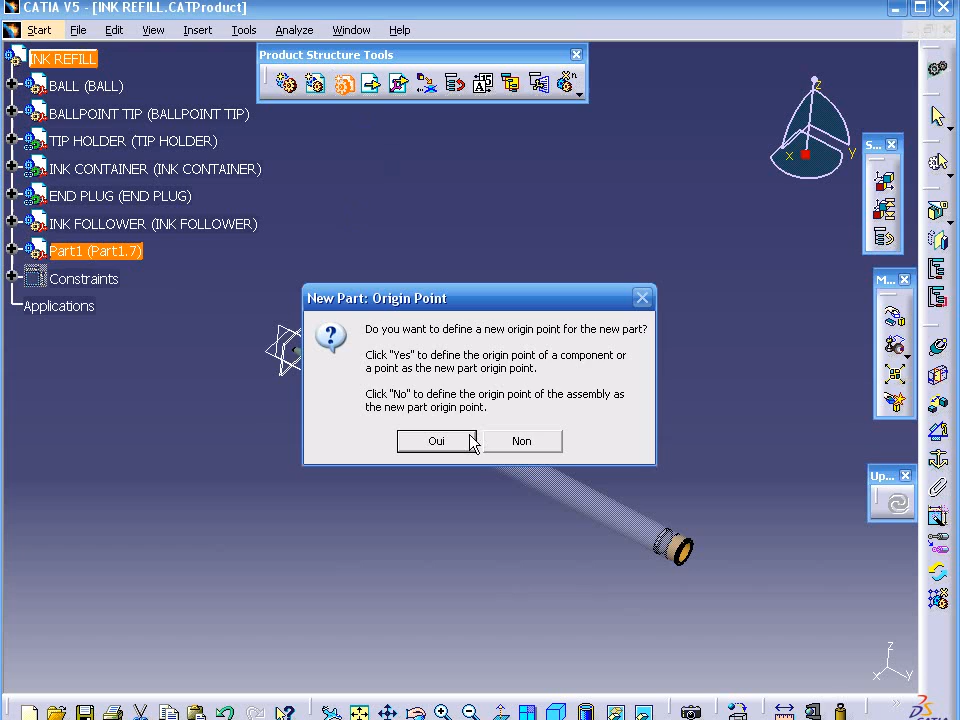 CATIA V5 - [INK REFILL.CATProduct]
Start File Edit View Insert Tools Analyze Window Help
INK REFILL
Product Structure Tools
BALL (BALL)
BALLPOINT TIP (BALLPOINT TIP)
TIP HOLDER (TIP HOLDER)
INK CONTAINER (INK CONTAINER)
END PLUG (END PLUG)
INK FOLLOWER (INK FOLLOWER)
Part1 (Part1.7)
Constraints
Applications
z
x
y
S...
M...
Up...
New Part: Origin Point
Do you want to define a new origin point for the new part?
Click "Yes" to define the origin point of a component or
a point as the new part origin point.
Click "No" to define the origin point of the assembly as
the new part origin point.
Oui Non
z
x
y